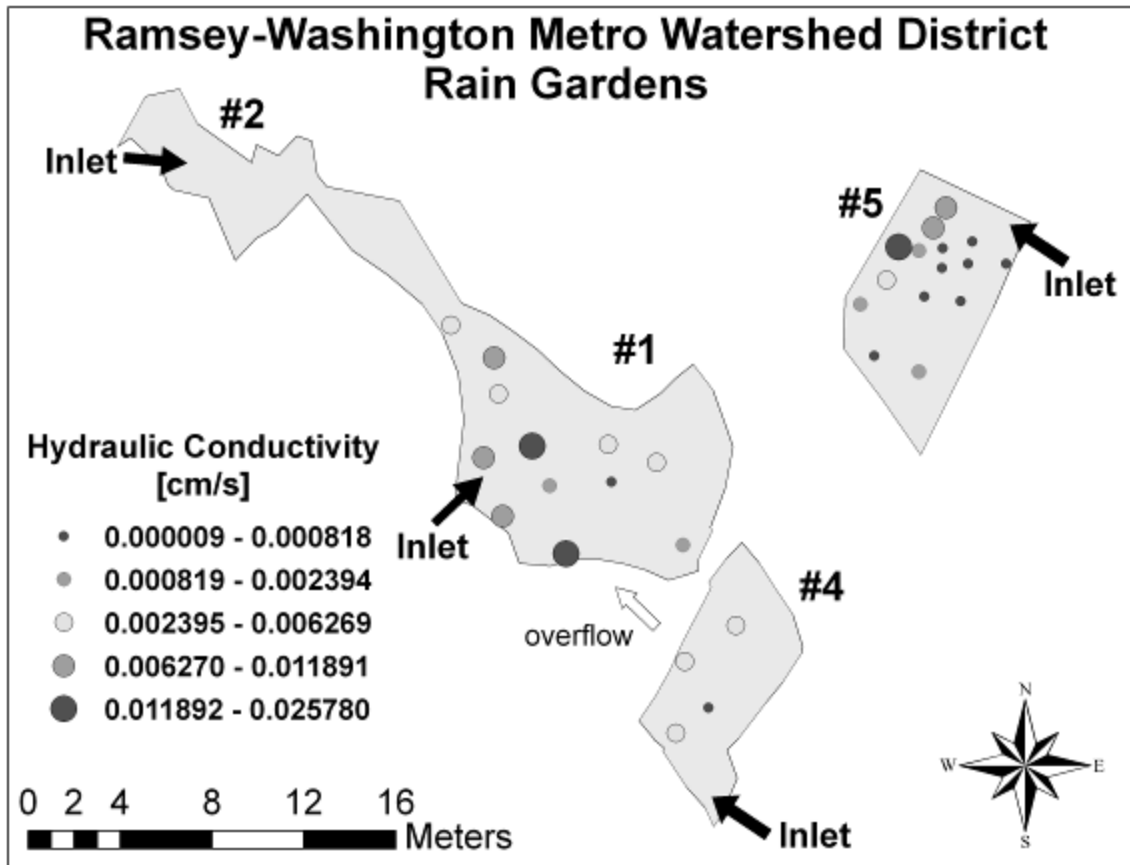 Ramsey-Washington Metro Watershed District
Rain Gardens
#2
Inlet
#5
Inlet
#1
Hydraulic Conductivity
[cm/s]
0.000009 - 0.000818
0.000819 - 0.002394
0.002395 - 0.006269
0.006270 - 0.011891
0.011892 - 0.025780
Inlet
#4
overflow
N
W E
S
0 2 4 8 12 16
Meters
Inlet